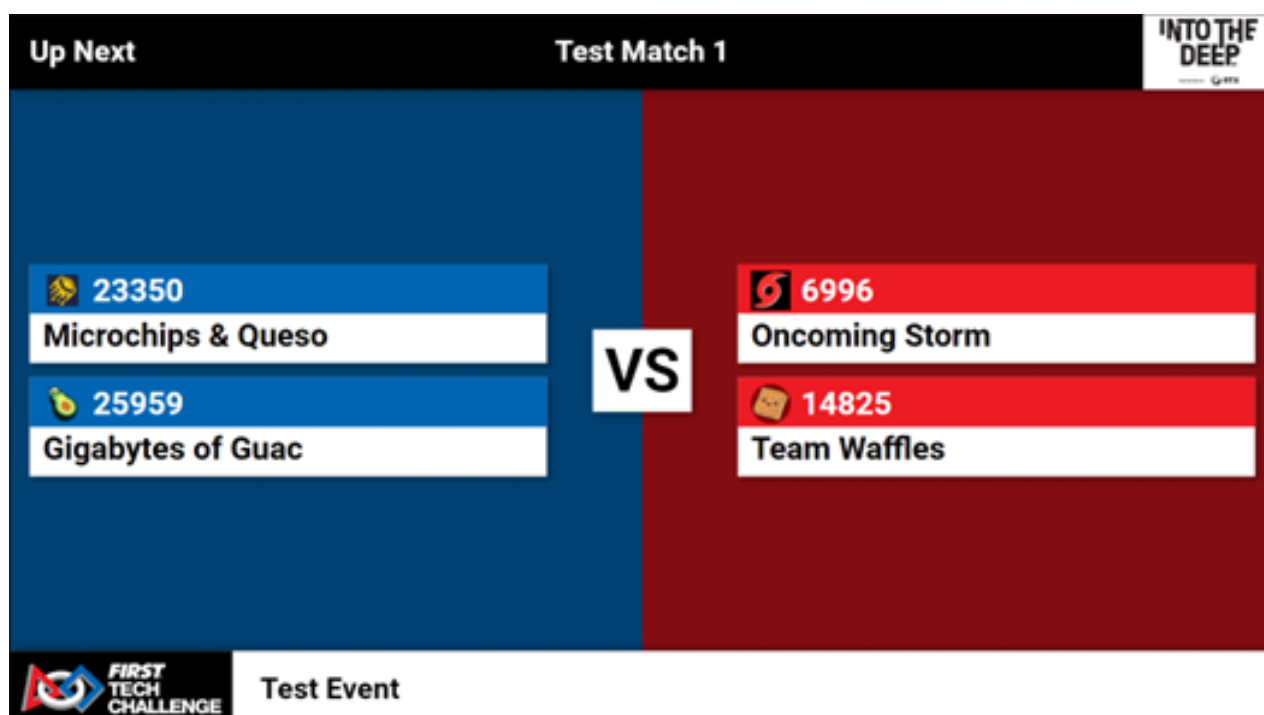 Up Next
Test Match 1
INTO THE
DEEP
23350
Microchips & Queso
25959
Gigabytes of Guac
VS
6996
Oncoming Storm
14825
Team Waffles
FIRST
TECH
CHALLENGE
Test Event